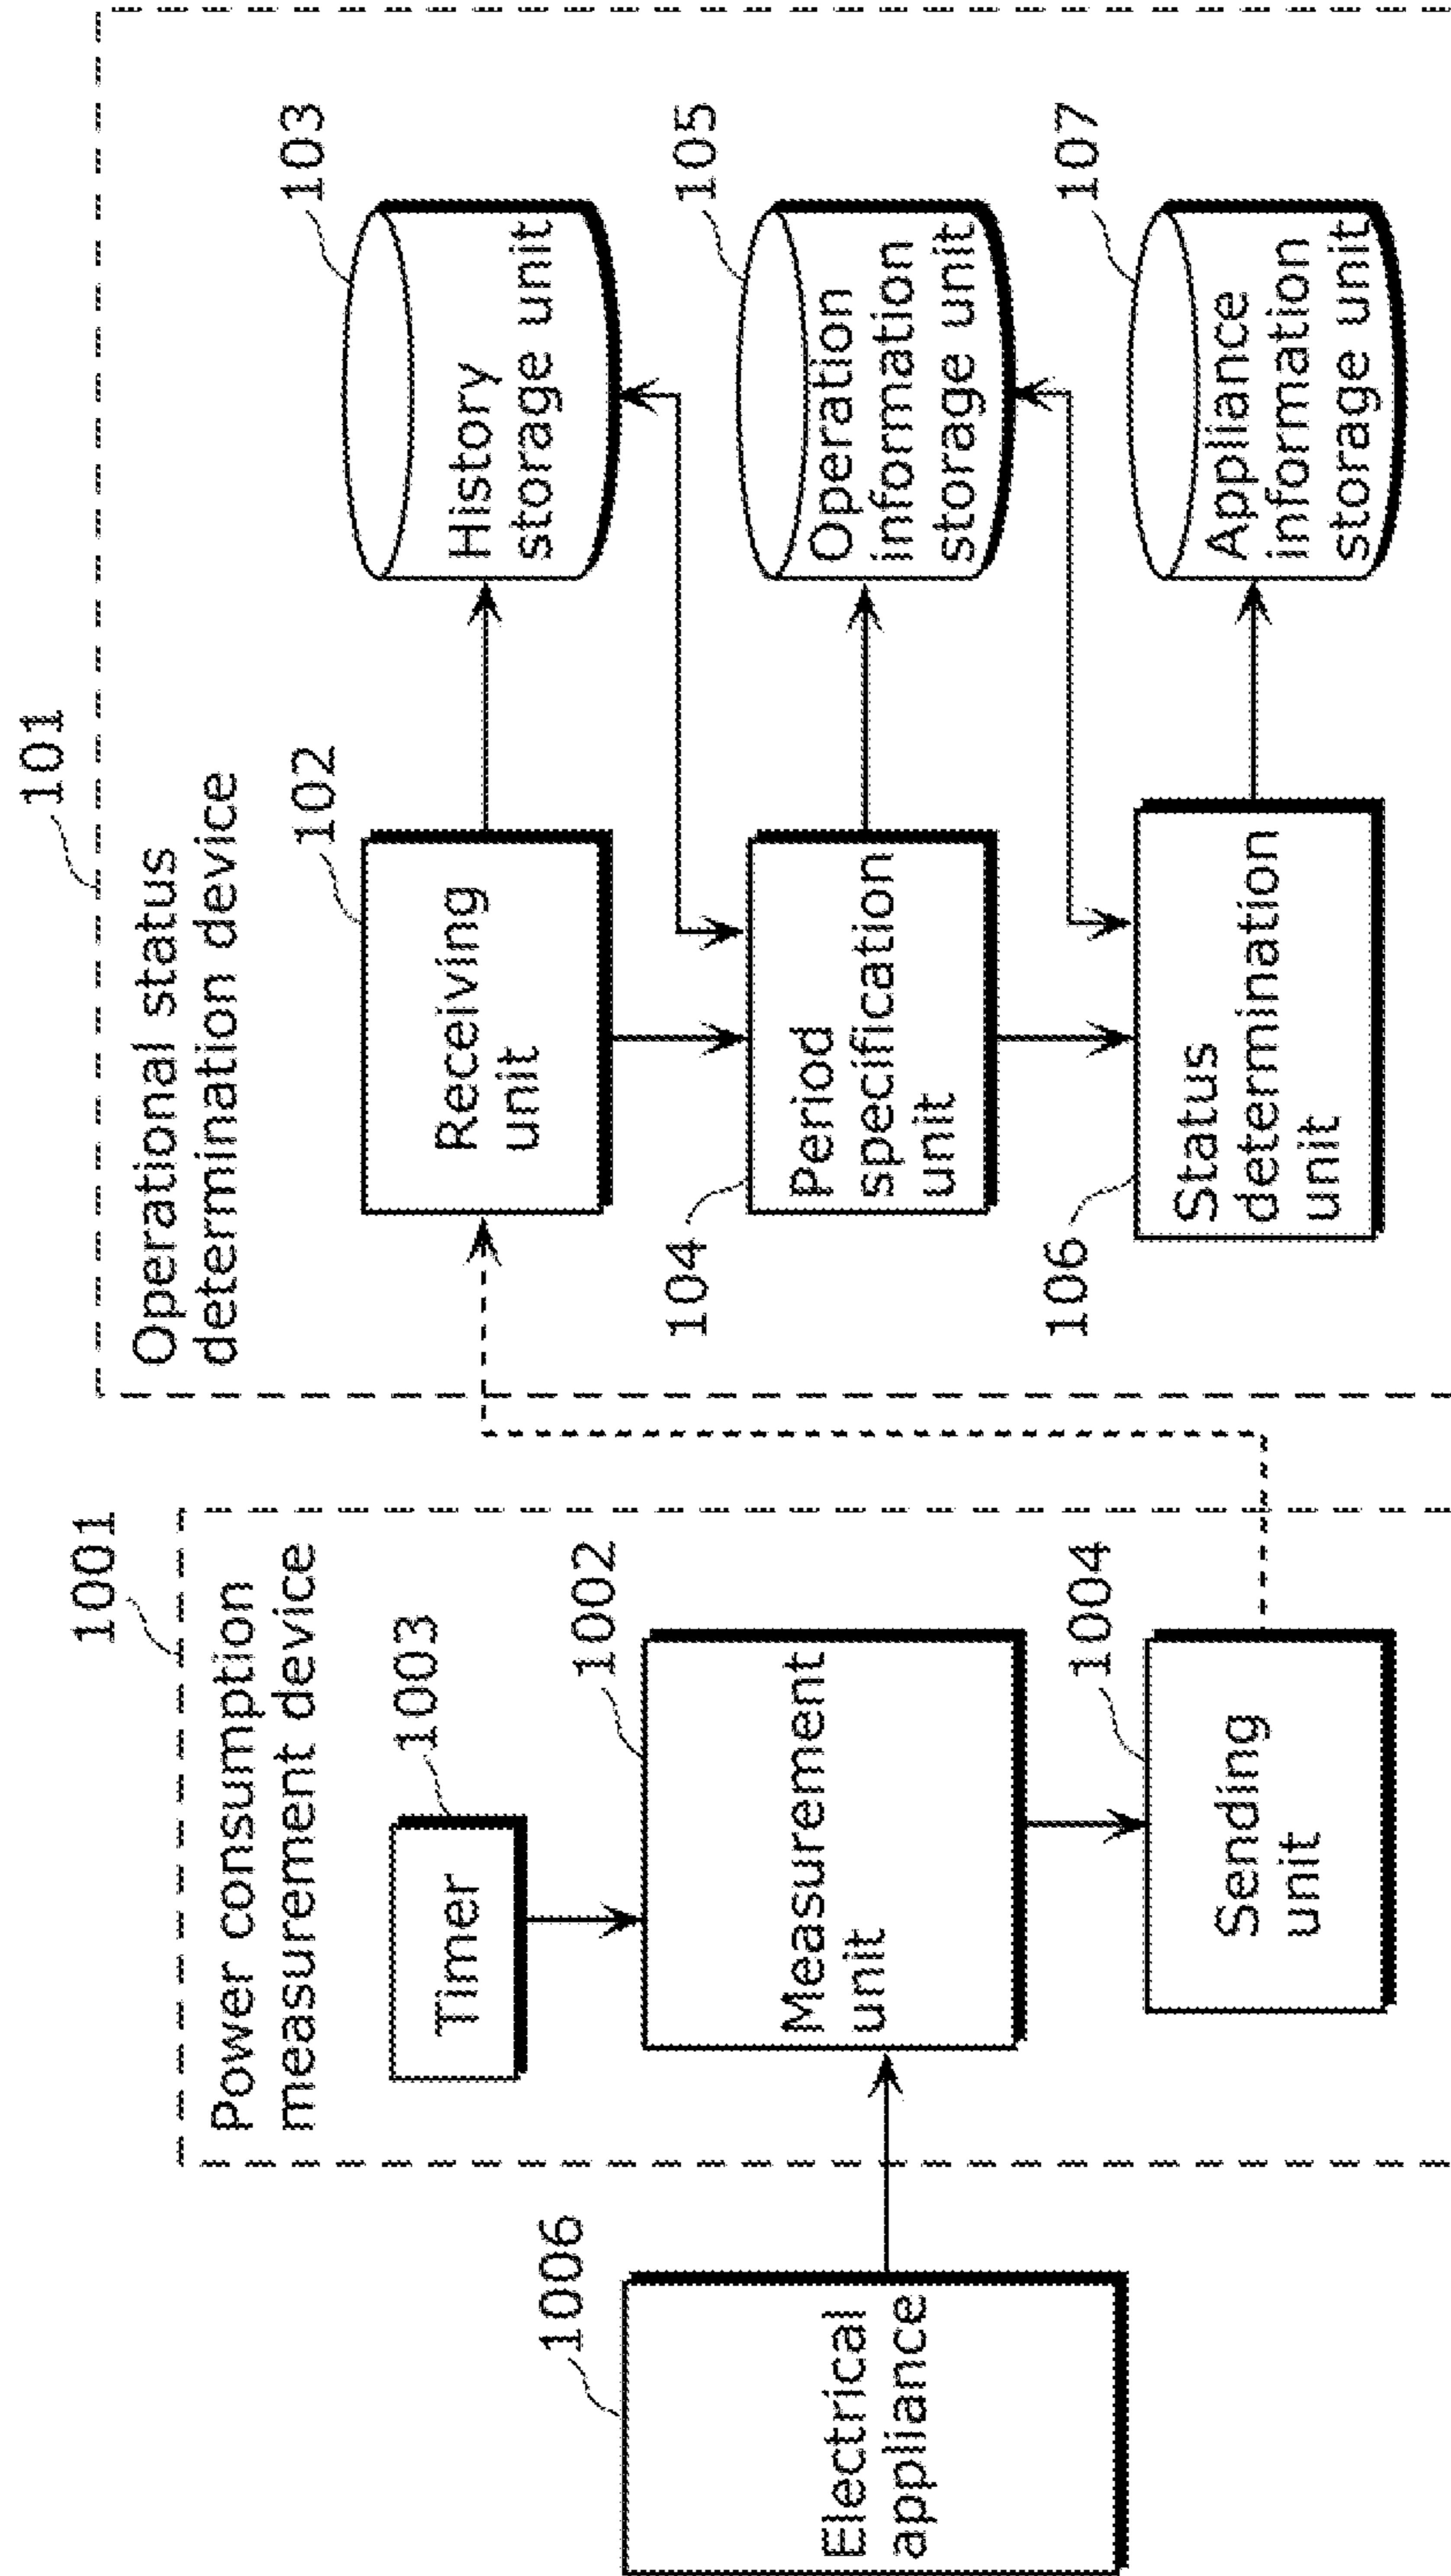 1006
Electrical
appliance
1001
Power consumption
measurement device
Timer
1003
1002
Measurement
unit
1004
Sending
unit
101
Operational status
determination device
102
Receiving
unit
103
History
storage unit
104
Period
specification
unit
105
Operation
information
storage unit
106
Status
determination
unit
107
Appliance
information
storage unit